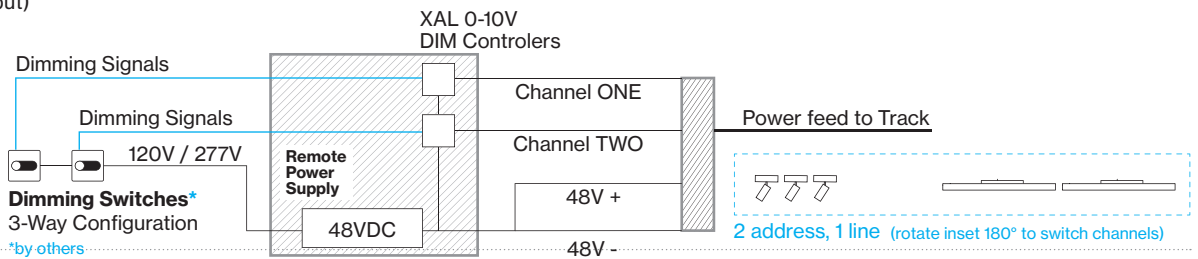 out)
XAL 0-10V
DIM Controlers
Dimming Signals
Channel ONE
Dimming Signals
Power feed to Track
Channel TWO
120V / 277V
Remote
Power
Supply
Dimming Switches*
3-Way Configuration
*by others
48VDC
48V +
48V -
2 address, 1 line (rotate inset 180° to switch channels)